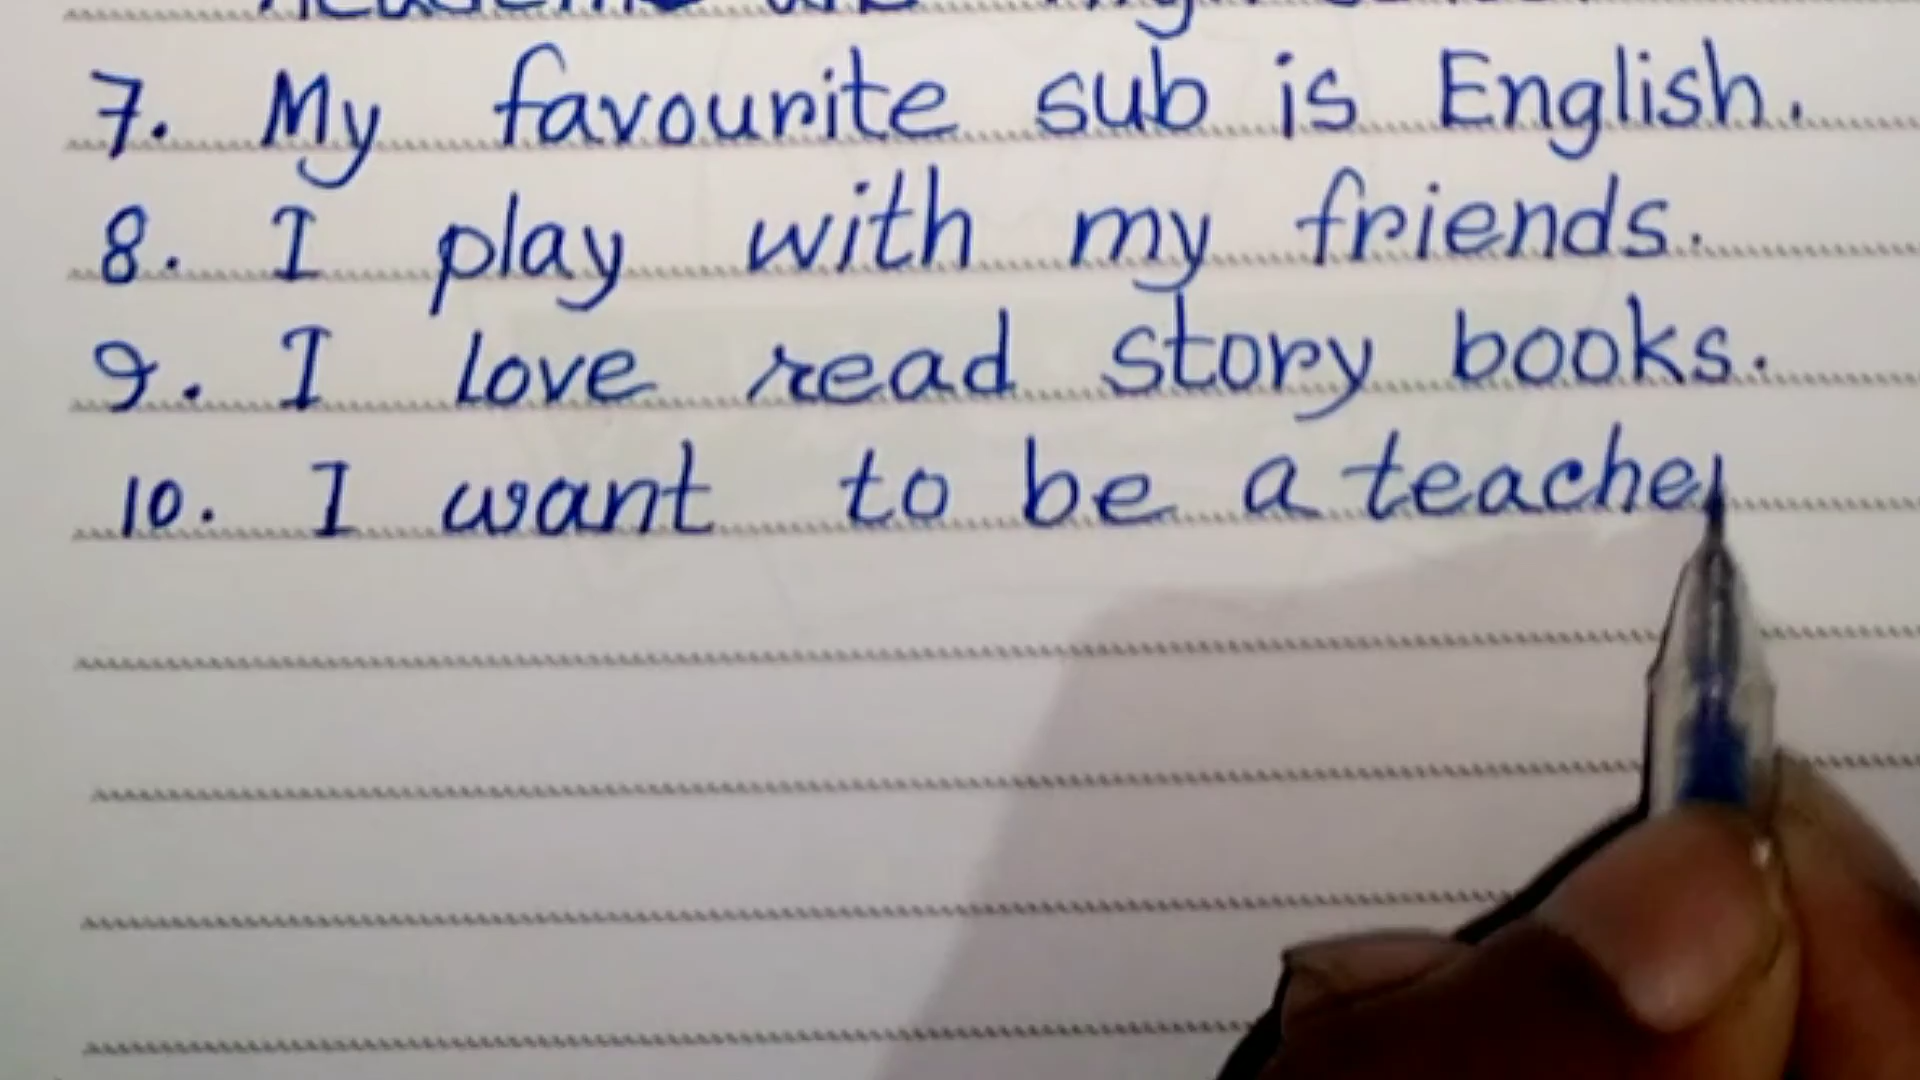 7. My favourite sub is English.
8. I play with my friends.
9. I love read story books.
10. I want to be a teacher